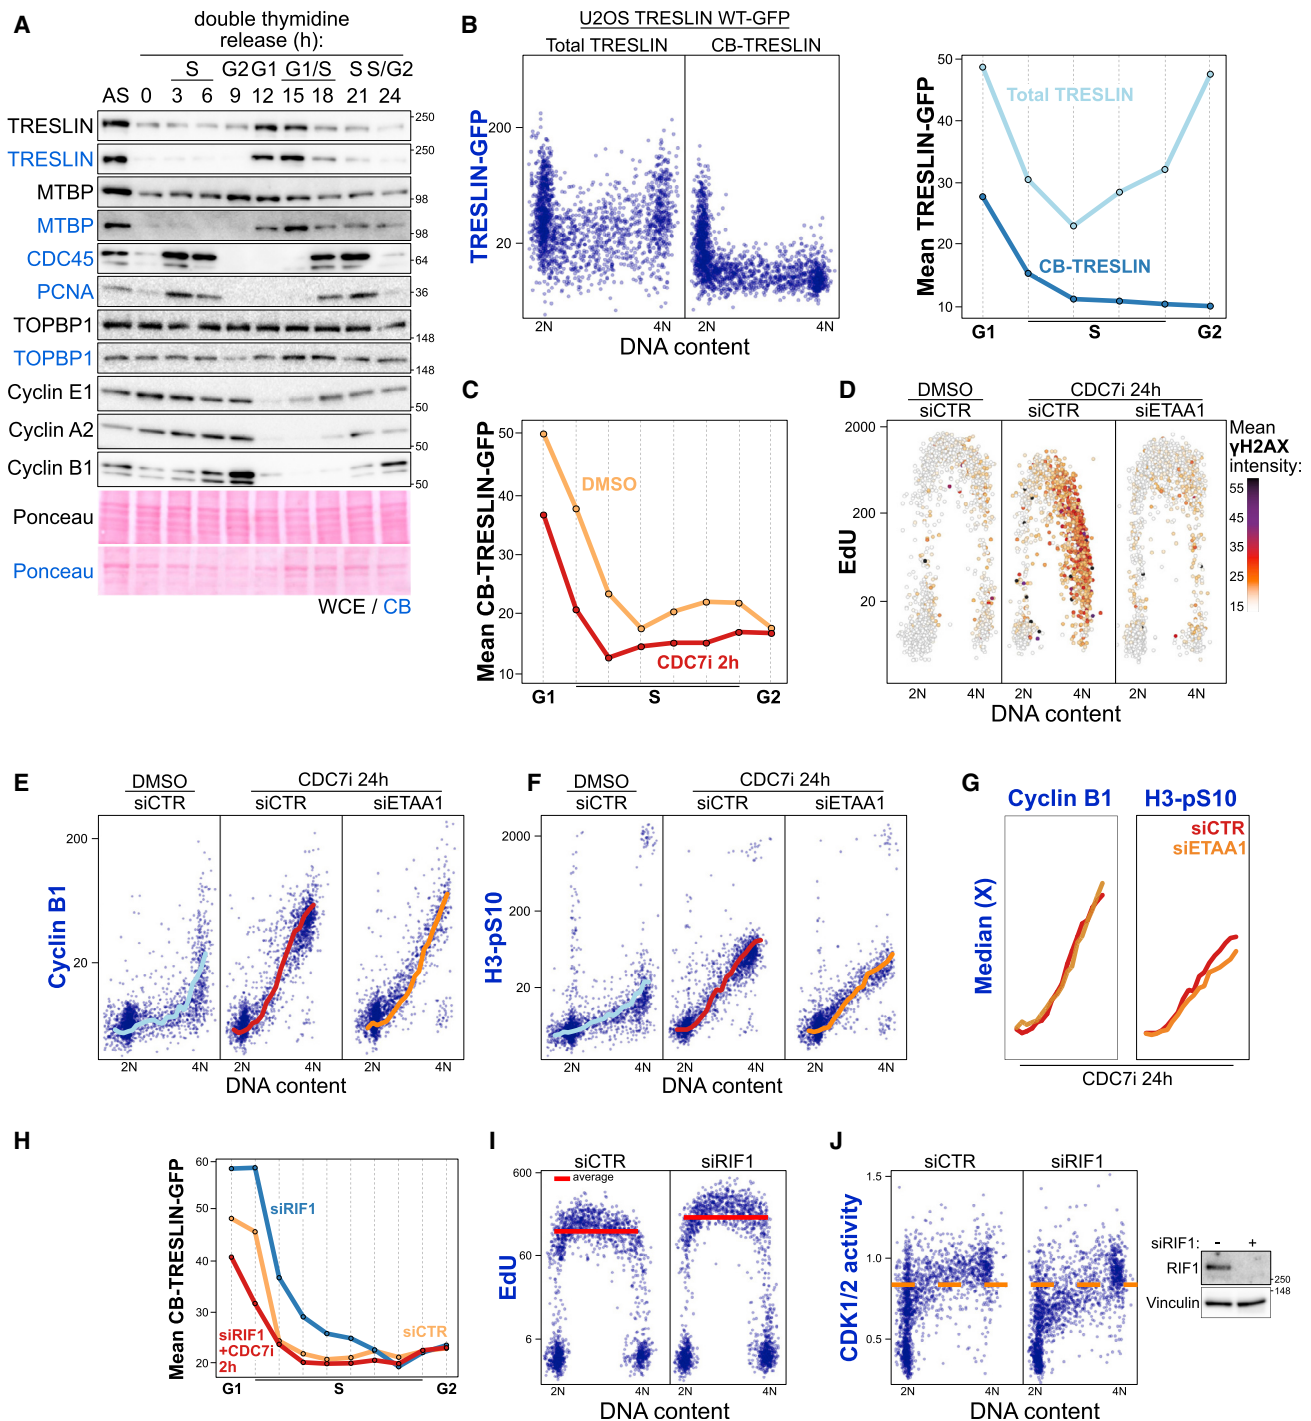 A
double thymidine
release (h):
S G2 G1 G1/S S S/G2
AS 0 3 6 9 12 15 18 21 24
TRESLIN 250
TRESLIN 250
MTBP 98
MTBP 98
CDC45 64
PCNA 36
TOPBP1 148
TOPBP1 148
Cyclin E1 50
Cyclin A2 50
Cyclin B1 50
Ponceau
Ponceau
WCE / CB
B
U2OS TRESLIN WT-GFP
Total TRESLIN CB-TRESLIN
TRESLIN-GFP
200
20
2N 4N 2N 4N
DNA content
Mean TRESLIN-GFP
50
40
30
20
10
Total TRESLIN
CB-TRESLIN
G1 S G2
C
Mean CB-TRESLIN-GFP
50
40
30
20
10
DMSO
CDC7i 2h
G1 S G2
D
DMSO CDC7i 24h
siCTR siCTR siETAA1
EdU
2000
200
20
2N 4N 2N 4N 2N 4N
DNA content
Mean
γH2AX
intensity:
55
45
35
25
15
E
DMSO CDC7i 24h
siCTR siCTR siETAA1
Cyclin B1
200
20
2N 4N 2N 4N 2N 4N
DNA content
F
DMSO CDC7i 24h
siCTR siCTR siETAA1
H3-pS10
2000
200
20
2N 4N 2N 4N 2N 4N
DNA content
G
Cyclin B1 H3-pS10
siCTR
siETAA1
Median (X)
CDC7i 24h
H
Mean CB-TRESLIN-GFP
60
50
40
30
20
siRIF1
siCTR
siRIF1
+CDC7i
2h
G1 S G2
I
siCTR siRIF1
average
EdU
600
60
6
2N 4N 2N 4N
DNA content
J
siCTR siRIF1
CDK1/2 activity
1.5
1.0
0.5
2N 4N 2N 4N
DNA content
siRIF1: - +
RIF1
250
148
Vinculin